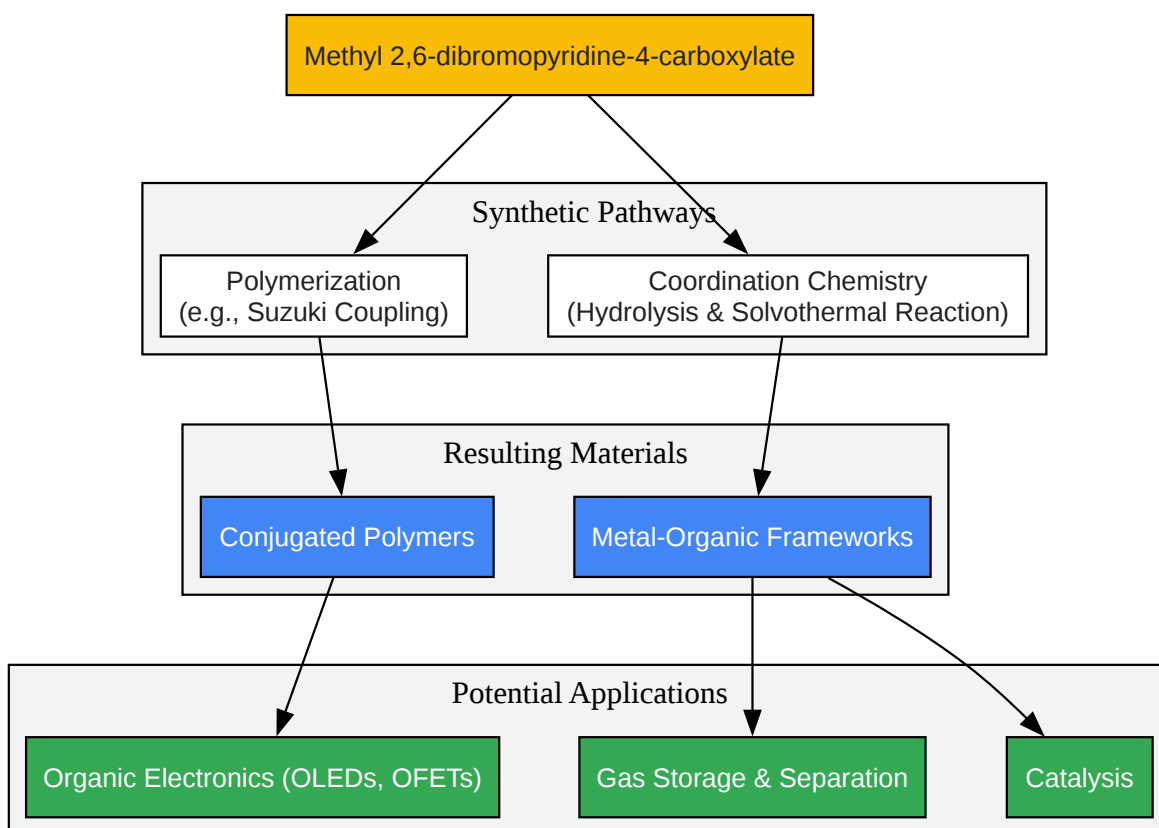 Methyl 2,6-dibromopyridine-4-carboxylate
Synthetic Pathways
Polymerization
(e.g., Suzuki Coupling)
Coordination Chemistry
(Hydrolysis & Solvothermal Reaction)
Resulting Materials
Conjugated Polymers
Metal-Organic Frameworks
Potential Applications
Organic Electronics (OLEDs, OFETs)
Gas Storage & Separation
Catalysis